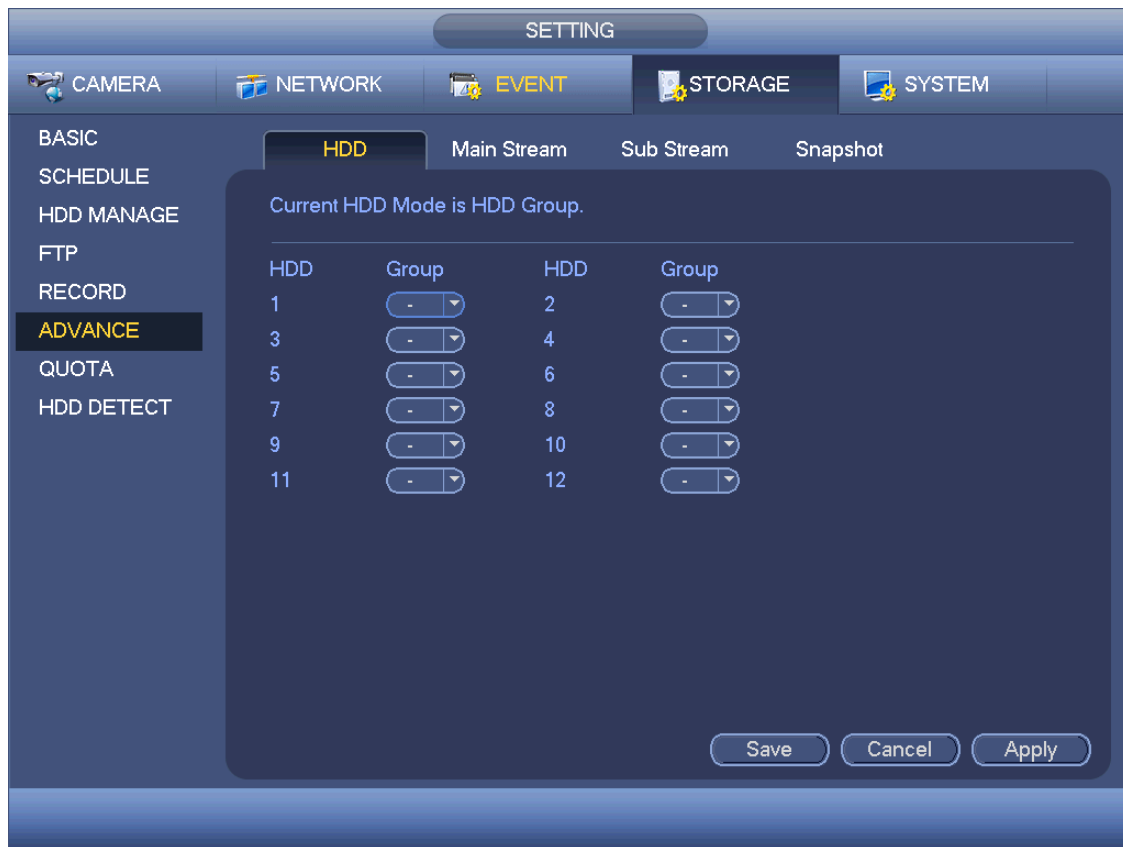 SETTING
CAMERA NETWORK EVENT STORAGE SYSTEM
BASIC
SCHEDULE
HDD MANAGE
FTP
RECORD
ADVANCE
QUOTA
HDD DETECT
HDD Main Stream Sub Stream Snapshot
Current HDD Mode is HDD Group.
HDD Group HDD Group
1 - 2 -
3 - 4 -
5 - 6 -
7 - 8 -
9 - 10 -
11 - 12 -
Save Cancel Apply